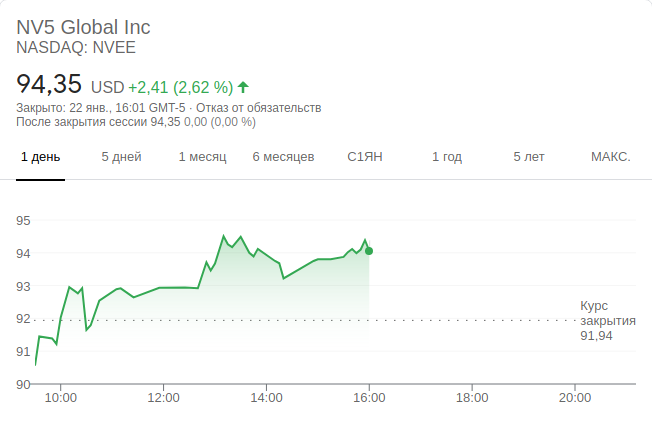 NV5 Global Inc
NASDAQ: NVEE
94,35 USD +2,41 (2,62 %)
Закрыто: 22 янв., 16:01 GMT-5 · Отказ от обязательств
После закрытия сессии 94,35 0,00 (0,00 %)
1 день 5 дней 1 месяц 6 месяцев С1ЯН 1 год 5 лет МАКС.
95
94
93
92
91
90
Курс
закрытия
91,94
10:00 12:00 14:00 16:00 18:00 20:00